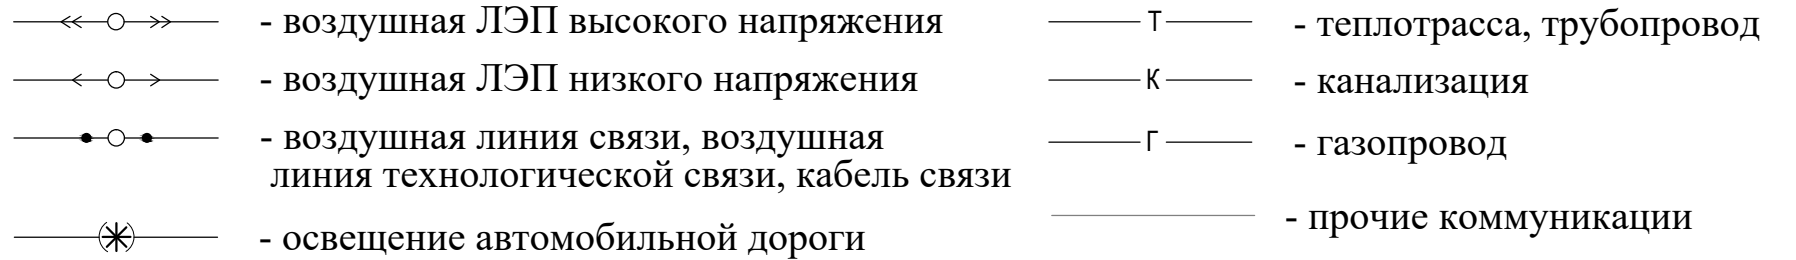 - воздушная ЛЭП высокого напряжения
- воздушная ЛЭП низкого напряжения
- воздушная линия связи, воздушная
линия технологической связи, кабель связи
- освещение автомобильной дороги
Т - теплотрасса, трубопровод
К - канализация
Г - газопровод
- прочие коммуникации